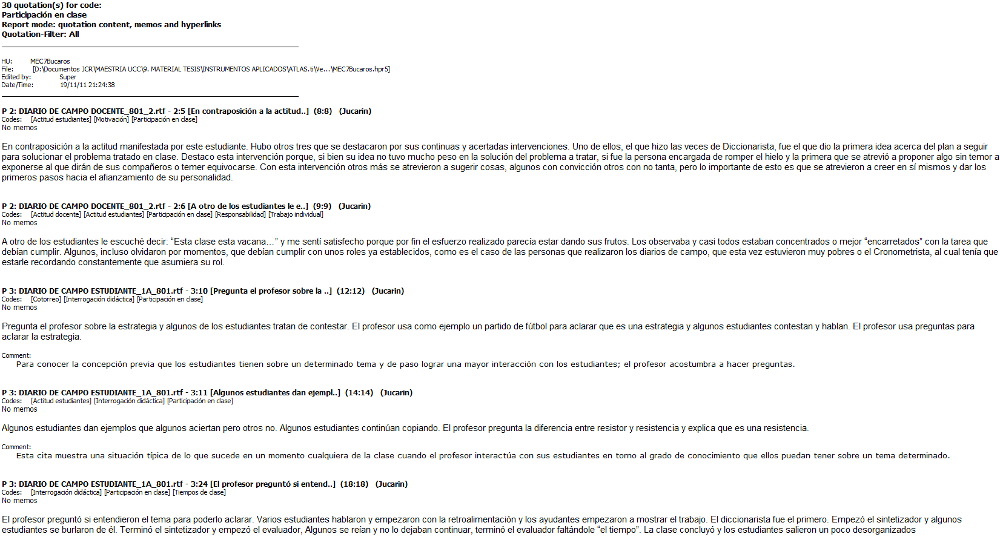 30 quotation(s) for code:
Participación en clase
Report mode: quotation content, memos and hyperlinks
Quotation-Filter: All
HU: MEC7Bucaros
File: [D:\Documentos JCR\MAESTRIA UCC\9. MATERIAL TESIS\INSTRUMENTOS APLICADOS\ATLAS.ti\Ve...\MEC7Bucaros.hpr5]
Edited by: Super
Date/Time: 19/11/11 21:24:38
P 2: DIARIO DE CAMPO DOCENTE_801_2.rtf - 2:5 [En contraposición a la actitud..] (8:8) (Jucarin)
Codes: [Actitud estudiantes] [Motivación] [Participación en clase]
No memos
En contraposición a la actitud manifestada por este estudiante. Hubo otros tres que se destacaron por sus continuas y acertadas intervenciones. Uno de ellos, el que hizo las veces de Diccionarista, fue el que dio la primera idea acerca del plan a seguir
para solucionar el problema tratado en clase. Destaco esta intervención porque, si bien su idea no tuvo mucho peso en la solución del problema a tratar, si fue la persona encargada de romper el hielo y la primera que se atrevió a proponer algo sin temor a
exponerse al que dirán de sus compañeros o temer equivocarse. Con esta intervención otros más se atrevieron a sugerir cosas, algunos con convicción otros con no tanta, pero lo importante de esto es que se atrevieron a creer en sí mismos y dar los
primeros pasos hacia el afianzamiento de su personalidad.
P 2: DIARIO DE CAMPO DOCENTE_801_2.rtf - 2:6 [A otro de los estudiantes le e..] (9:9) (Jucarin)
Codes: [Actitud docente] [Actitud estudiantes] [Participación en clase] [Responsabilidad] [Trabajo individual]
No memos
A otro de los estudiantes le escuché decir: “Esta clase esta vacana…” y me sentí satisfecho porque por fin el esfuerzo realizado parecía estar dando sus frutos. Los observaba y casi todos estaban concentrados o mejor “encarretados” con la tarea que
debían cumplir. Algunos, incluso olvidaron por momentos, que debían cumplir con unos roles ya establecidos, como es el caso de las personas que realizaron los diarios de campo, que esta vez estuvieron muy pobres o el Cronometrista, al cual tenía que
estarle recordando constantemente que asumiera su rol.
P 3: DIARIO DE CAMPO ESTUDIANTE_1A_801.rtf - 3:10 [Pregunta el profesor sobre la ..] (12:12) (Jucarin)
Codes: [Cotorreo] [Interrogación didáctica] [Participación en clase]
No memos
Pregunta el profesor sobre la estrategia y algunos de los estudiantes tratan de contestar. El profesor usa como ejemplo un partido de fútbol para aclarar que es una estrategia y algunos estudiantes contestan y hablan. El profesor usa preguntas para
aclarar la estrategia.
Comment:
Para conocer la concepción previa que los estudiantes tienen sobre un determinado tema y de paso lograr una mayor interacción con los estudiantes; el profesor acostumbra a hacer preguntas.
P 3: DIARIO DE CAMPO ESTUDIANTE_1A_801.rtf - 3:11 [Algunos estudiantes dan ejempl..] (14:14) (Jucarin)
Codes: [Actitud estudiantes] [Interrogación didáctica] [Participación en clase]
No memos
Algunos estudiantes dan ejemplos que algunos aciertan pero otros no. Algunos estudiantes continúan copiando. El profesor pregunta la diferencia entre resistor y resistencia y explica que es una resistencia.
Comment:
Esta cita muestra una situación típica de lo que sucede en un momento cualquiera de la clase cuando el profesor interactúa con sus estudiantes en torno al grado de conocimiento que ellos puedan tener sobre un tema determinado.
P 3: DIARIO DE CAMPO ESTUDIANTE_1A_801.rtf - 3:24 [El profesor preguntó si entend..] (18:18) (Jucarin)
Codes: [Interrogación didáctica] [Participación en clase] [Tiempos de clase]
No memos
El profesor preguntó si entendieron el tema para poderlo aclarar. Varios estudiantes hablaron y empezaron con la retroalimentación y los ayudantes empezaron a mostrar el trabajo. El diccionarista fue el primero. Empezó el sintetizador y algunos
estudiantes se burlaron de él. Terminó el sintetizador y empezó el evaluador, Algunos se reían y no lo dejaban continuar, terminó el evaluador faltándole “el tiempo”. La clase concluyó y los estudiantes salieron un poco desorganizados